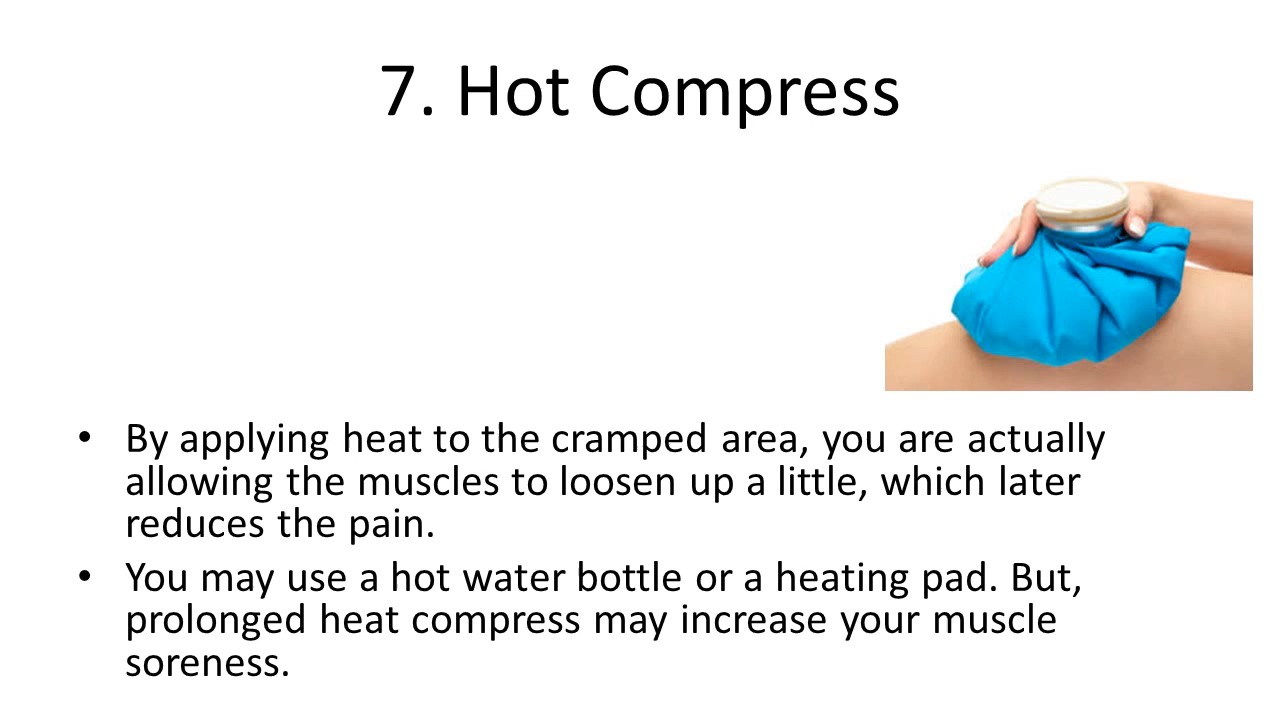 7. Hot Compress
• By applying heat to the cramped area, you are actually
allowing the muscles to loosen up a little, which later
reduces the pain.
• You may use a hot water bottle or a heating pad. But,
prolonged heat compress may increase your muscle
soreness.